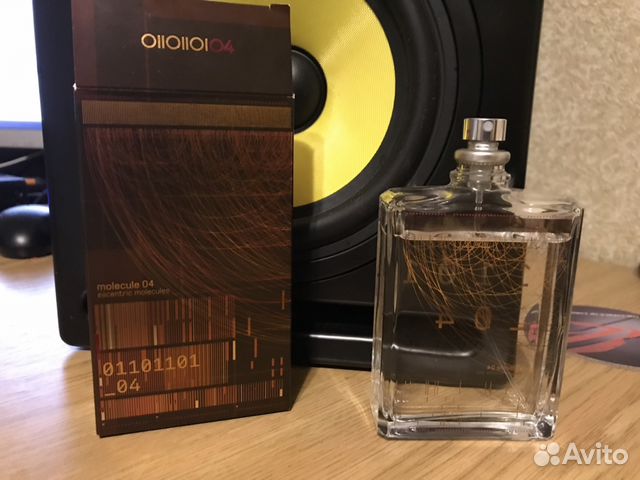 01101101 04
molecule 04
escentric molecules
01101101
_04
Avito